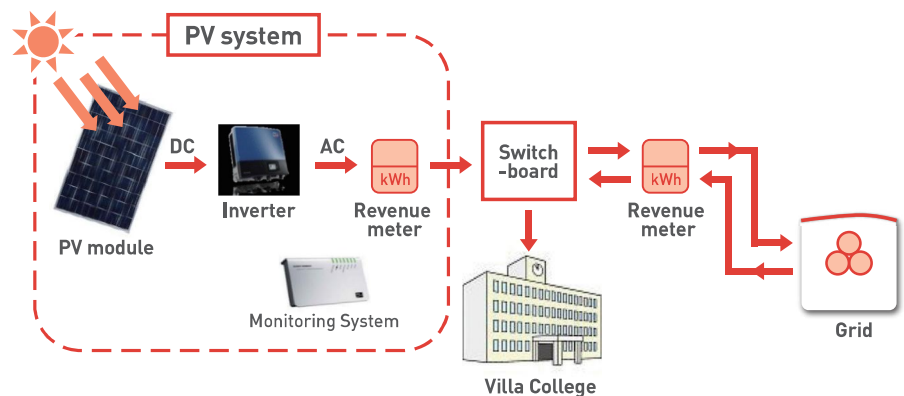 PV system
DC
AC
kWh
PV module
Inverter
Revenue
meter
Monitoring System
Switch
-board
kWh
Revenue
meter
Villa College
Grid